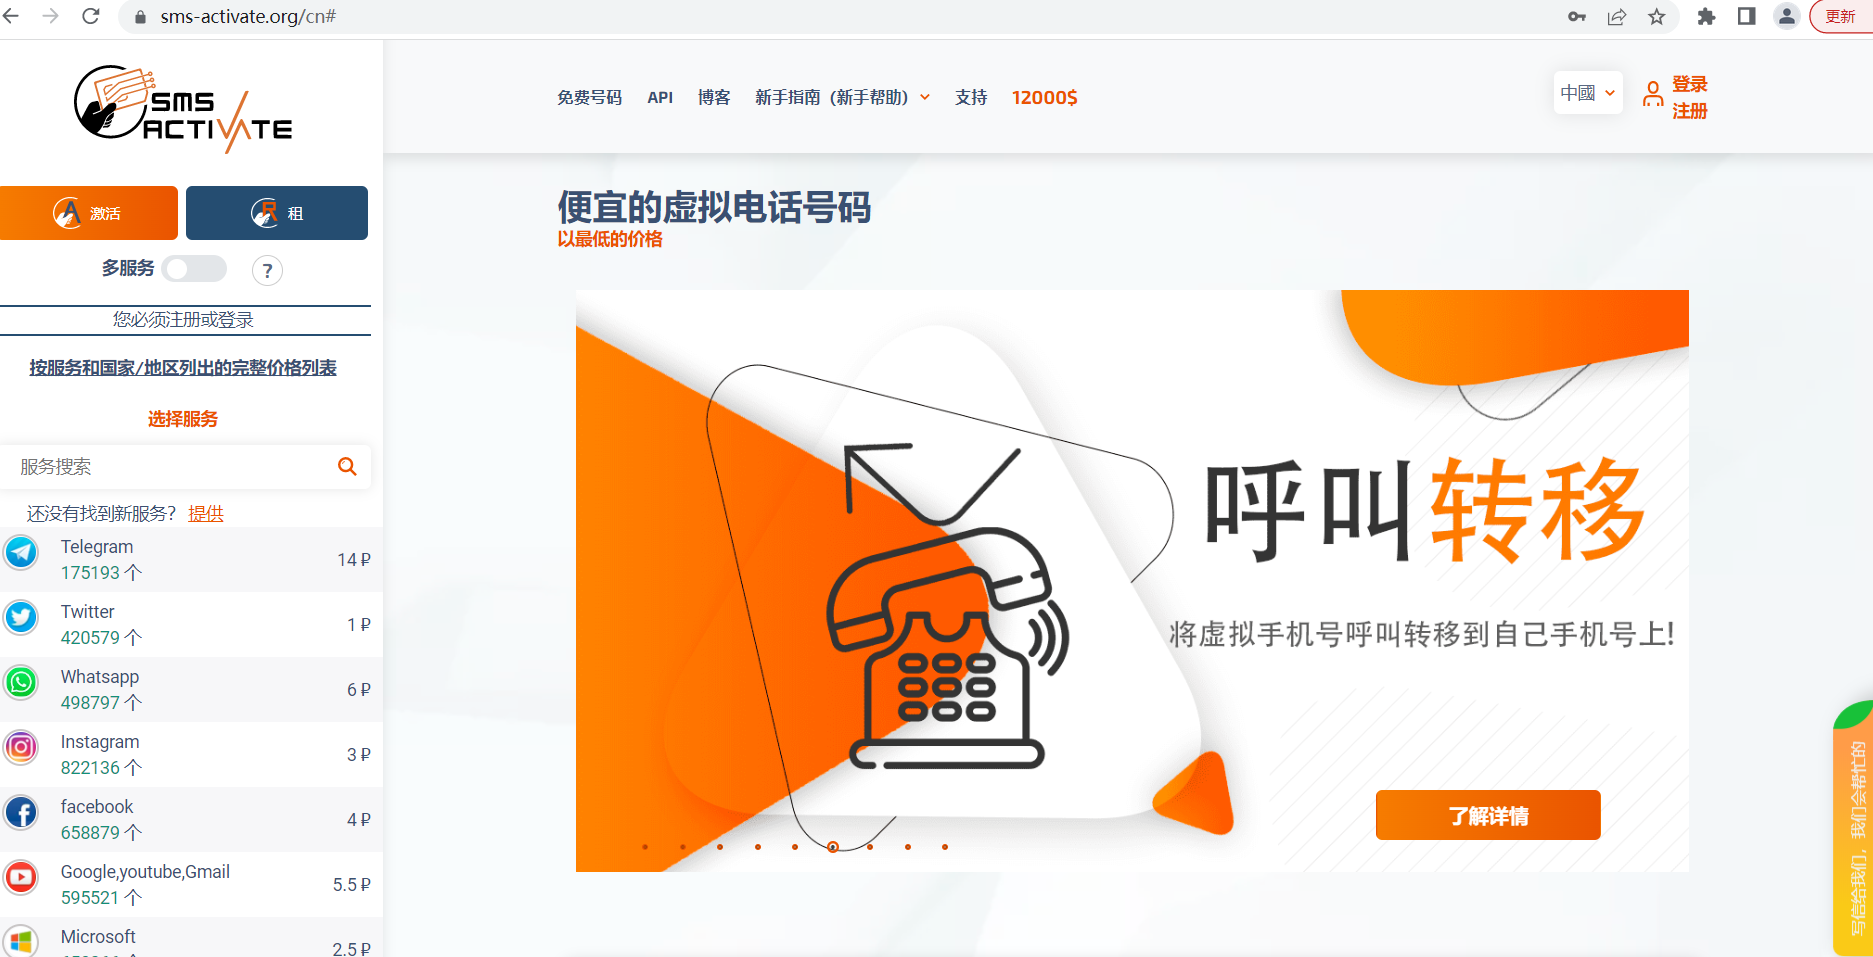 sms-activate.org/cn#
更新
SMS
ACTIVATE
免费号码
API
博客
新手指南（新手帮助）
支持
12000$
中國
登录
注册
A 激活
R 租
多服务
?
您必须注册或登录
按服务和国家/地区列出的完整价格列表
选择服务
服务搜索
还没有找到新服务？ 提供
Telegram
175193 个
14 ₽
Twitter
420579 个
1 ₽
Whatsapp
498797 个
6 ₽
Instagram
822136 个
3 ₽
facebook
658879 个
4 ₽
Google,youtube,Gmail
595521 个
5.5 ₽
Microsoft
2.5 ₽
便宜的虚拟电话号码
以最低的价格
呼叫转移
将虚拟手机号呼叫转移到自己手机号上!
了解详情
写信给我们，我们会帮忙的